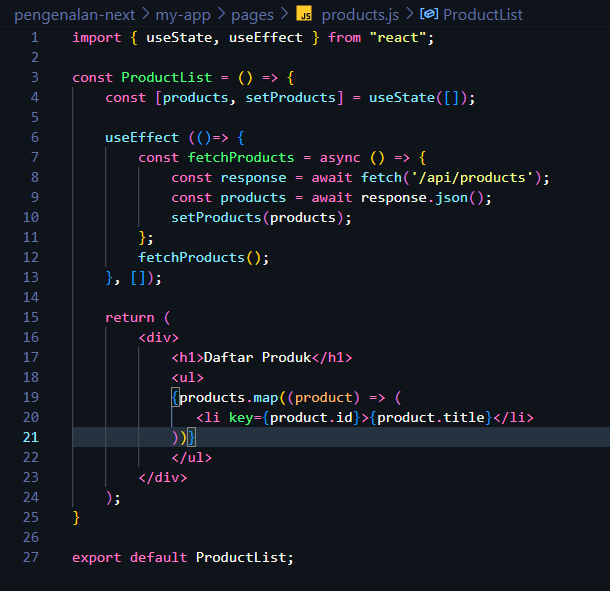 pengenalan-next > my-app > pages > JS products.js > ProductList
1 import { useState, useEffect } from "react";
2
3 const ProductList = () => {
4     const [products, setProducts] = useState([]);
5
6     useEffect (()=> {
7         const fetchProducts = async () => {
8             const response = await fetch('/api/products');
9             const products = await response.json();
10             setProducts(products);
11         };
12         fetchProducts();
13     }, []);
14
15     return (
16         <div>
17             <h1>Daftar Produk</h1>
18             <ul>
19             {products.map((product) => (
20                <li key={product.id}>{product.title}</li>
21             ))}
22             </ul>
23         </div>
24     );
25 }
26
27 export default ProductList;